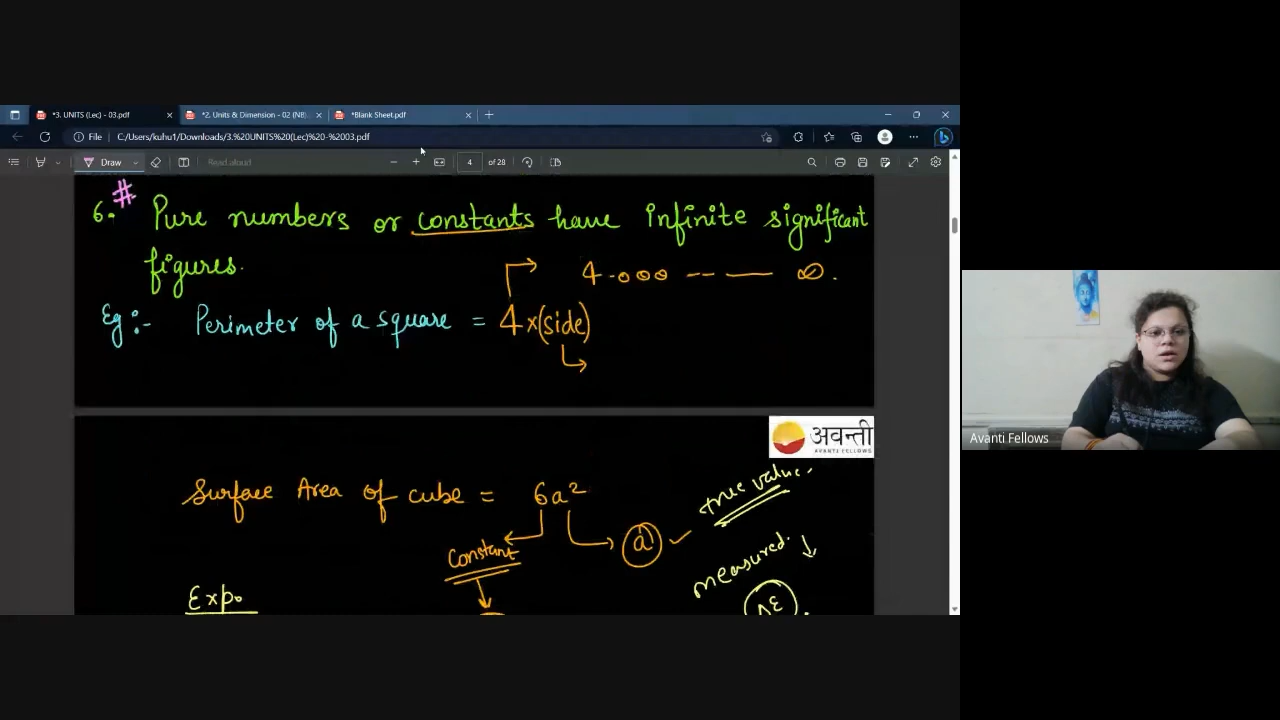 *3. UNITS (Lec) - 03.pdf
*2. Units & Dimension - 02 (NB).
*Blank Sheet.pdf
File
C:/Users/kuhu1/Downloads/3.%20UNITS%20(Lec)%20-%2003.pdf
Draw
Read aloud
4 of 28
6. # Pure numbers or constants have infinite significant
figures.
4.000 -- — ∞.
Eg:- Perimeter of a square = 4×(side)
अवन्ती
AVANTI FELLOWS
Surface Area of cube = 6a²
true value.
constant
a
measured.
Expo
Avanti Fellows